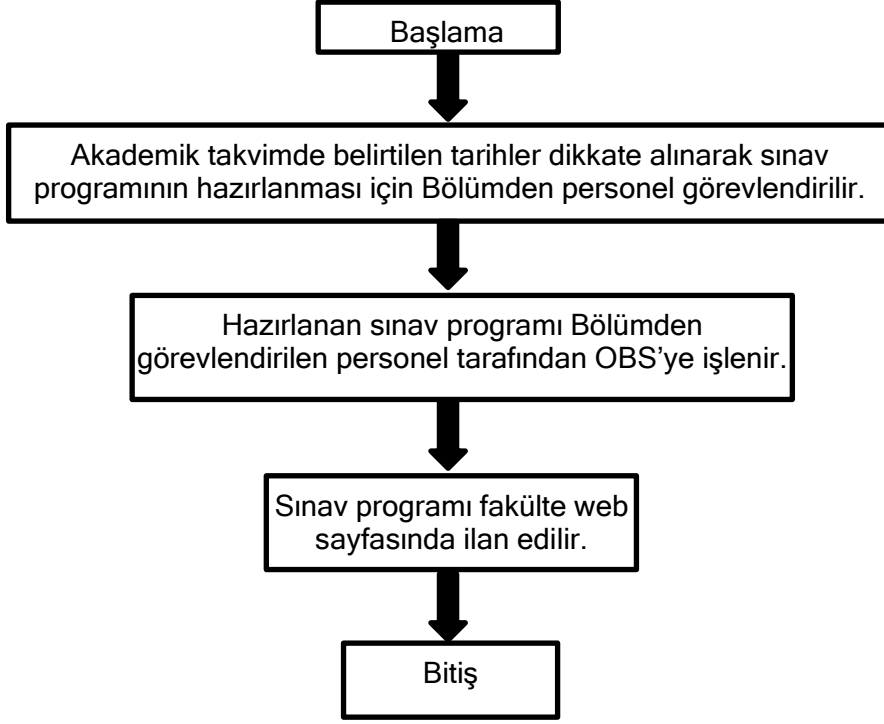 Başlama
Akademik takvimde belirtilen tarihler dikkate alınarak sınav
programının hazırlanması için Bölümden personel görevlendirilir.
Hazırlanan sınav programı Bölümden
görevlendirilen personel tarafından OBS’ye işlenir.
Sınav programı fakülte web
sayfasında ilan edilir.
Bitiş